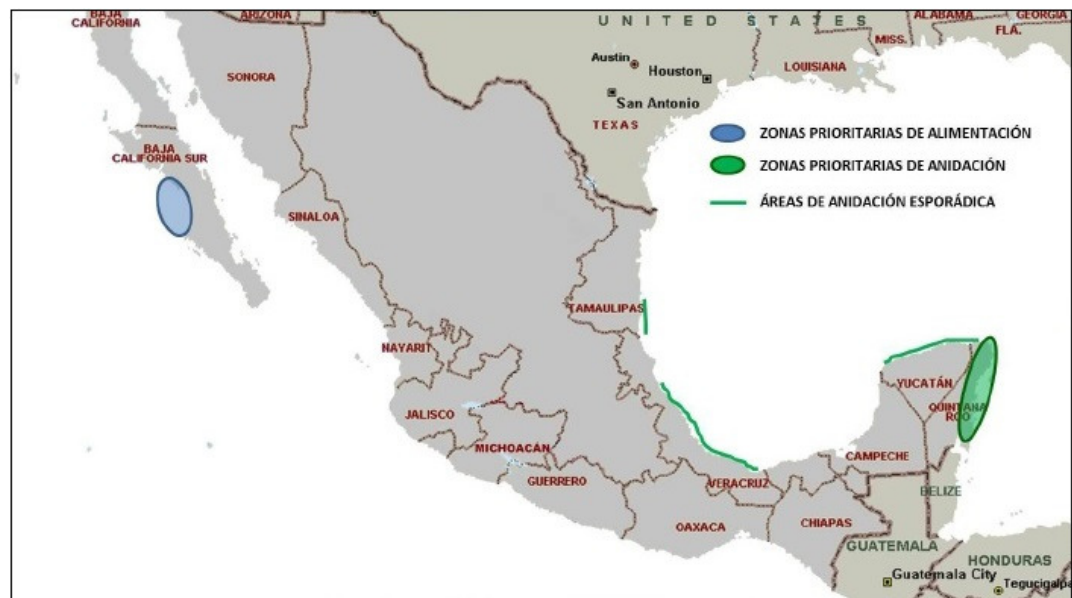 BAJA
CALIFORNIA
ARIZONA
UNITED STATES
ALABAMA
GEORGIA
MISS.
FLA.
LOUISIANA
Austin
Houston
San Antonio
TEXAS
SONORA
BAJA
CALIFORNIA SUR
SINALOA
ZONAS PRIORITARIAS DE ALIMENTACIÓN
ZONAS PRIORITARIAS DE ANIDACIÓN
ÁREAS DE ANIDACIÓN ESPORÁDICA
TAMAULIPAS
NAYARIT
JALISCO
MICHOACÁN
GUERRERO
OAXACA
VERACRUZ
CHIAPAS
CAMPECHE
YUCATÁN
QUINTANA
ROO
BELIZE
GUATEMALA
Guatemala City
HONDURAS
Tegucigalpa